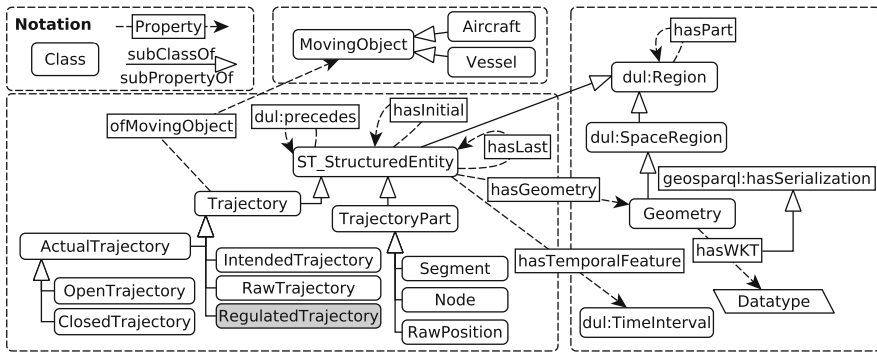 Notation
Property
Class
subClassOf
subPropertyOf
MovingObject
Aircraft
Vessel
hasPart
dul:Region
ofMovingObject
dul:precedes
hasInitial
hasLast
dul:SpaceRegion
ST_StructuredEntity
geosparql:hasSerialization
hasGeometry
Trajectory
TrajectoryPart
Geometry
ActualTrajectory
hasWKT
IntendedTrajectory
Segment
hasTemporalFeature
OpenTrajectory
RawTrajectory
Node
Datatype
ClosedTrajectory
RegulatedTrajectory
RawPosition
dul:TimeInterval